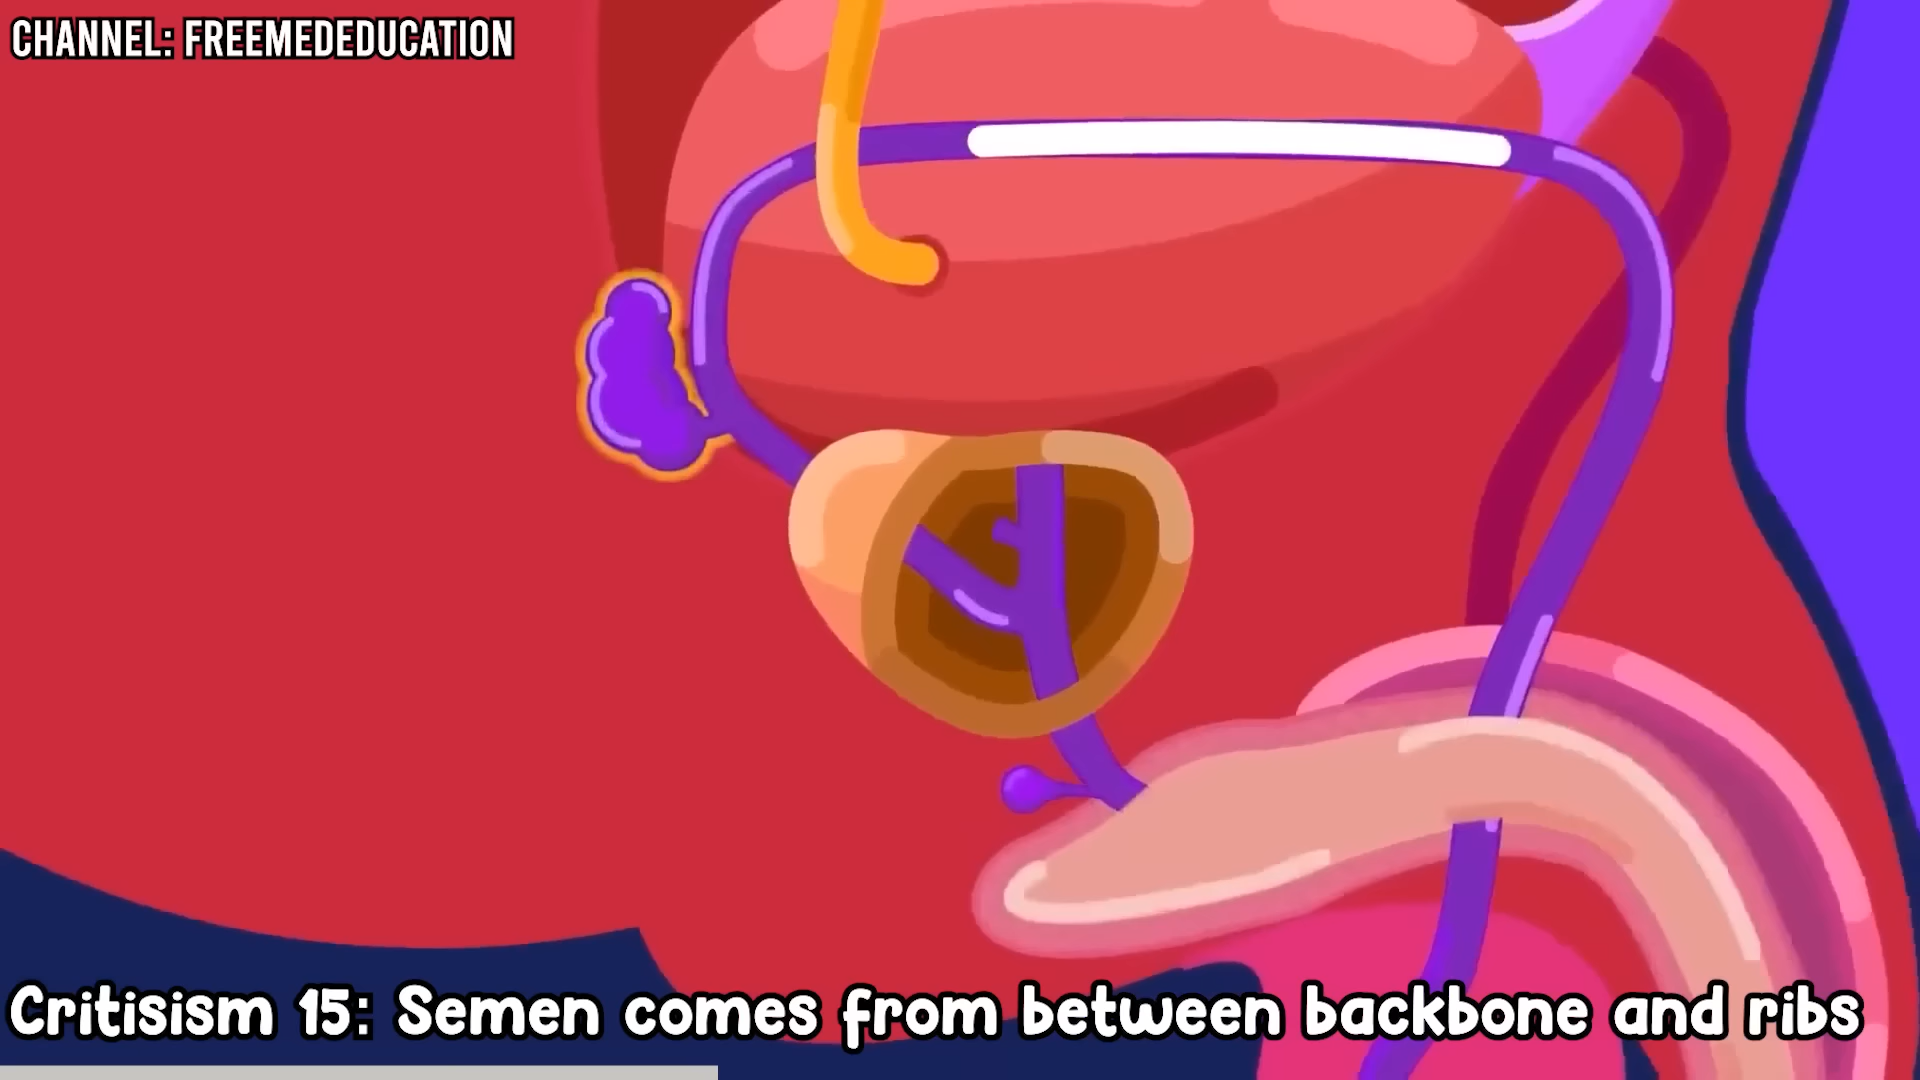 CHANNEL: FREEMEDEDUCATION
Critisism 15: Semen comes from between backbone and ribs